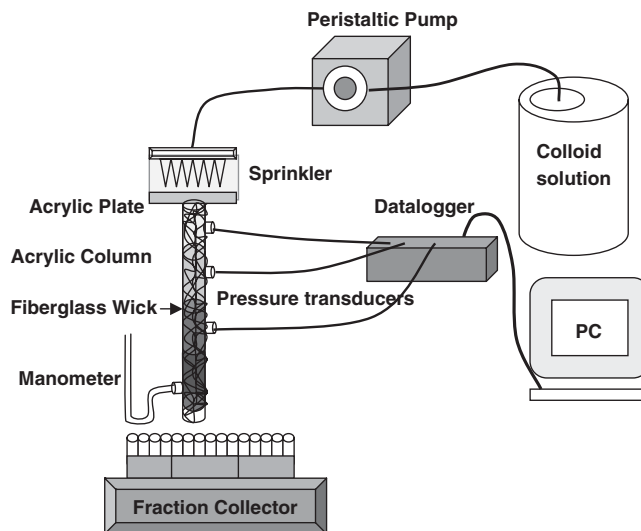 Peristaltic Pump
Colloid
solution
Sprinkler
Acrylic Plate
Datalogger
Acrylic Column
Fiberglass Wick
Pressure transducers
PC
Manometer
Fraction Collector